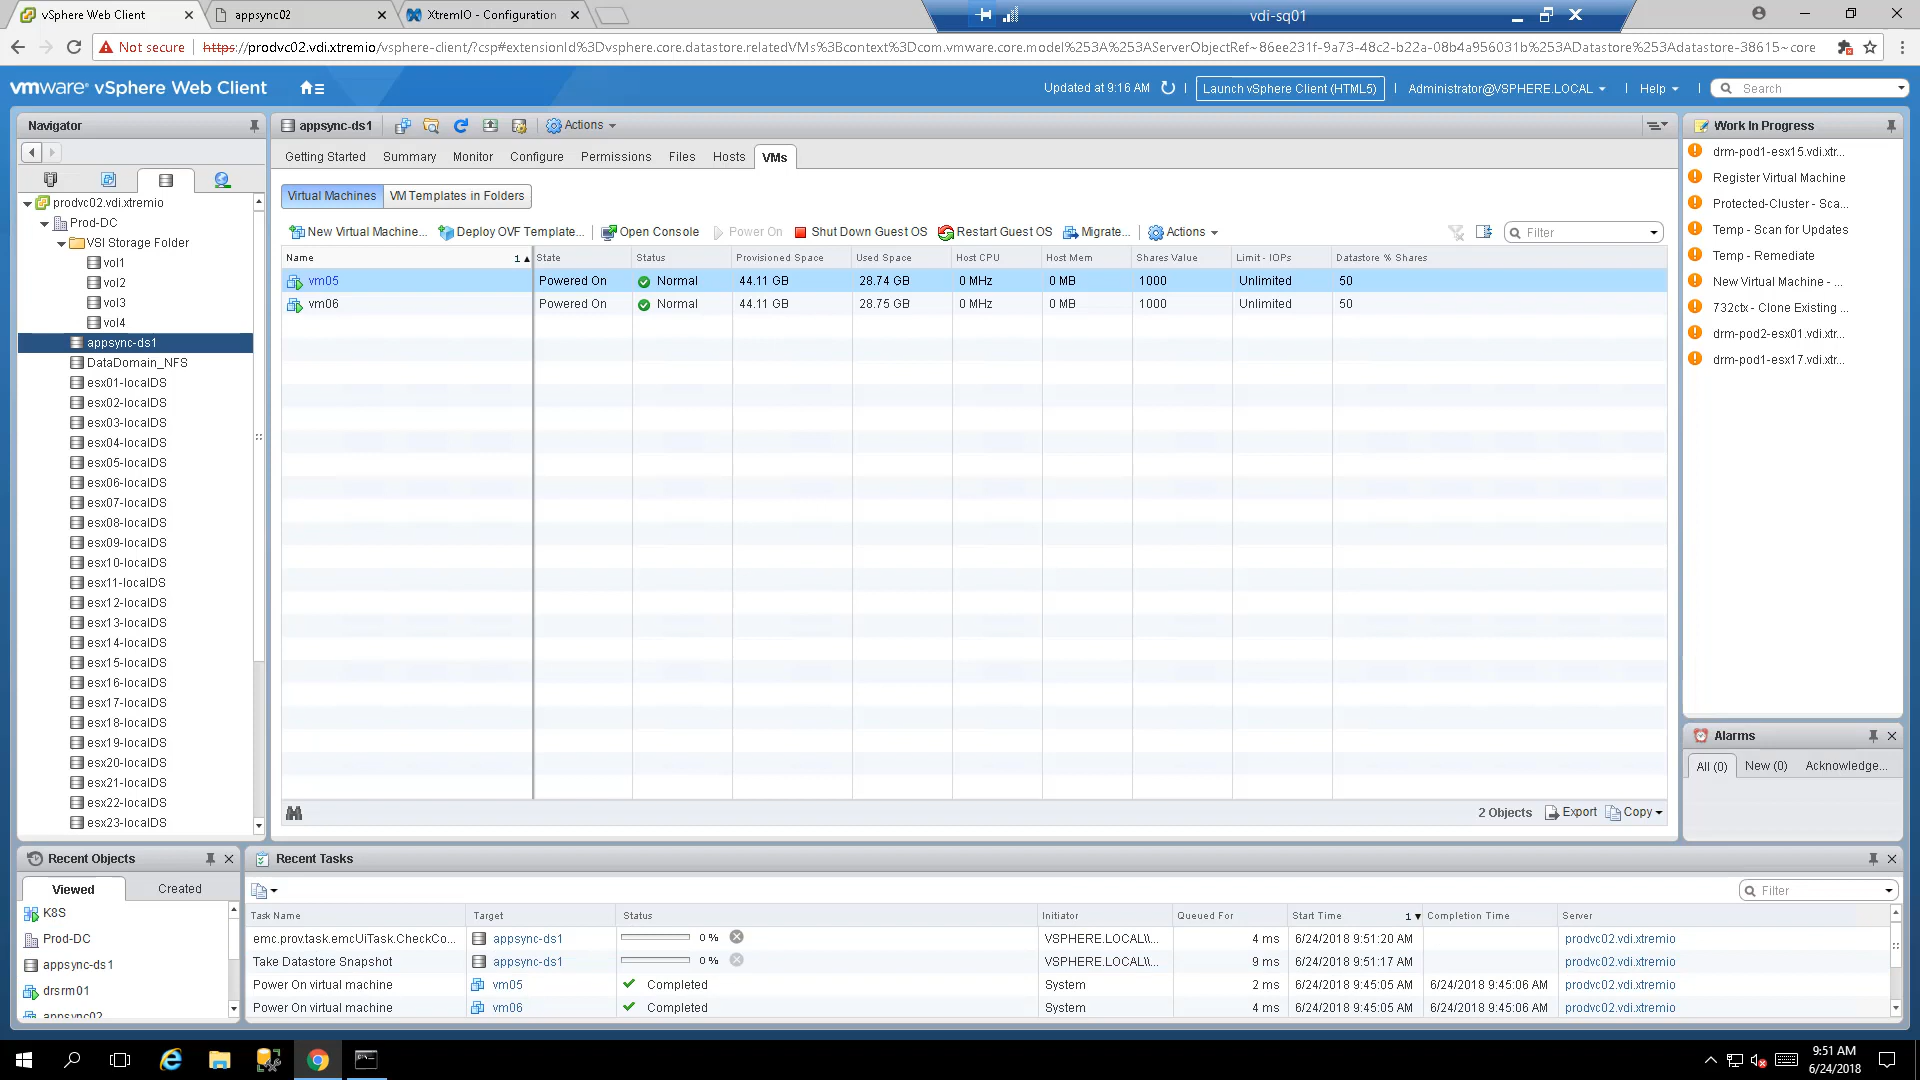 vSphere Web Client
appsync02
XtremIO - Configuration
vdi-sq01
Not secure
https://prodvc02.vdi.xtremio/vsphere-client/?csp#extensionId%3Dvsphere.core.datastore.relatedVMs%3Bcontext%3Dcom.vmware.core.model%253A%253AServerObjectRef~86ee231f-9a73-48c2-b22a-08b4a956031b%253ADatastore%253Adatastore-38615~core
vmware® vSphere Web Client
Updated at 9:16 AM
Launch vSphere Client (HTML5)
Administrator@VSPHERE.LOCAL
Help
Search
Navigator
prodvc02.vdi.xtremio
Prod-DC
VSI Storage Folder
vol1
vol2
vol3
vol4
appsync-ds1
DataDomain_NFS
esx01-localDS
esx02-localDS
esx03-localDS
esx04-localDS
esx05-localDS
esx06-localDS
esx07-localDS
esx08-localDS
esx09-localDS
esx10-localDS
esx11-localDS
esx12-localDS
esx13-localDS
esx14-localDS
esx15-localDS
esx16-localDS
esx17-localDS
esx18-localDS
esx19-localDS
esx20-localDS
esx21-localDS
esx22-localDS
esx23-localDS
appsync-ds1 Actions
Getting Started Summary Monitor Configure Permissions Files Hosts VMs
Virtual Machines VM Templates in Folders
New Virtual Machine... Deploy OVF Template... Open Console Power On Shut Down Guest OS Restart Guest OS Migrate... Actions Filter
Name 1 State Status Provisioned Space Used Space Host CPU Host Mem Shares Value Limit - IOPs Datastore % Shares
vm05 Powered On Normal 44.11 GB 28.74 GB 0 MHz 0 MB 1000 Unlimited 50
vm06 Powered On Normal 44.11 GB 28.75 GB 0 MHz 0 MB 1000 Unlimited 50
2 Objects Export Copy
Work In Progress
drm-pod1-esx15.vdi.xtr...
Register Virtual Machine
Protected-Cluster - Sca...
Temp - Scan for Updates
Temp - Remediate
New Virtual Machine - ...
732ctx - Clone Existing ...
drm-pod2-esx01.vdi.xtr...
drm-pod1-esx17.vdi.xtr...
Alarms
All (0) New (0) Acknowledge...
Recent Objects
Viewed Created
K8S
Prod-DC
appsync-ds1
drsrm01
appsync02
Recent Tasks
Filter
Task Name Target Status Initiator Queued For Start Time 1 Completion Time Server
emc.prov.task.emcUiTask.CheckCo... appsync-ds1 0 % VSPHERE.LOCAL\\... 4 ms 6/24/2018 9:51:20 AM prodvc02.vdi.xtremio
Take Datastore Snapshot appsync-ds1 0 % VSPHERE.LOCAL\\... 9 ms 6/24/2018 9:51:17 AM prodvc02.vdi.xtremio
Power On virtual machine vm05 Completed System 2 ms 6/24/2018 9:45:05 AM 6/24/2018 9:45:06 AM prodvc02.vdi.xtremio
Power On virtual machine vm06 Completed System 4 ms 6/24/2018 9:45:05 AM 6/24/2018 9:45:06 AM prodvc02.vdi.xtremio
9:51 AM
6/24/2018